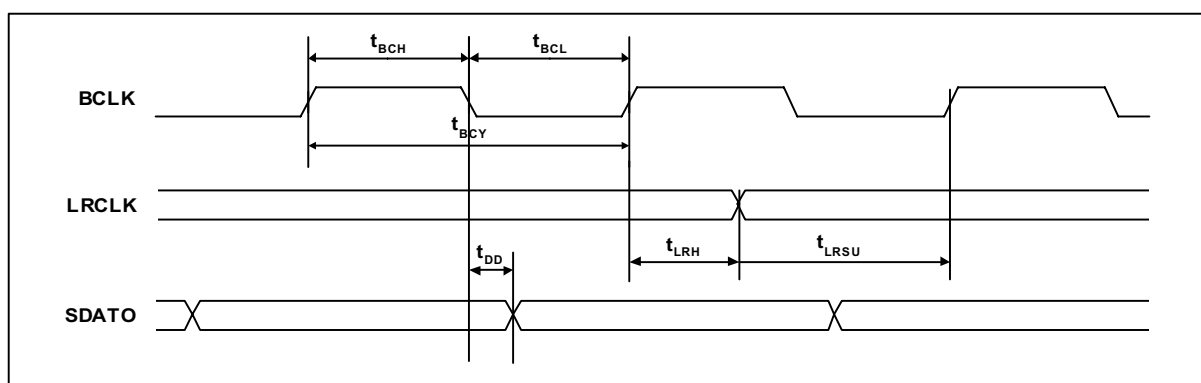 tBCH tBCL
BCLK
tBCY
LRCLK
tLRH tLRSU
tDD
SDATO